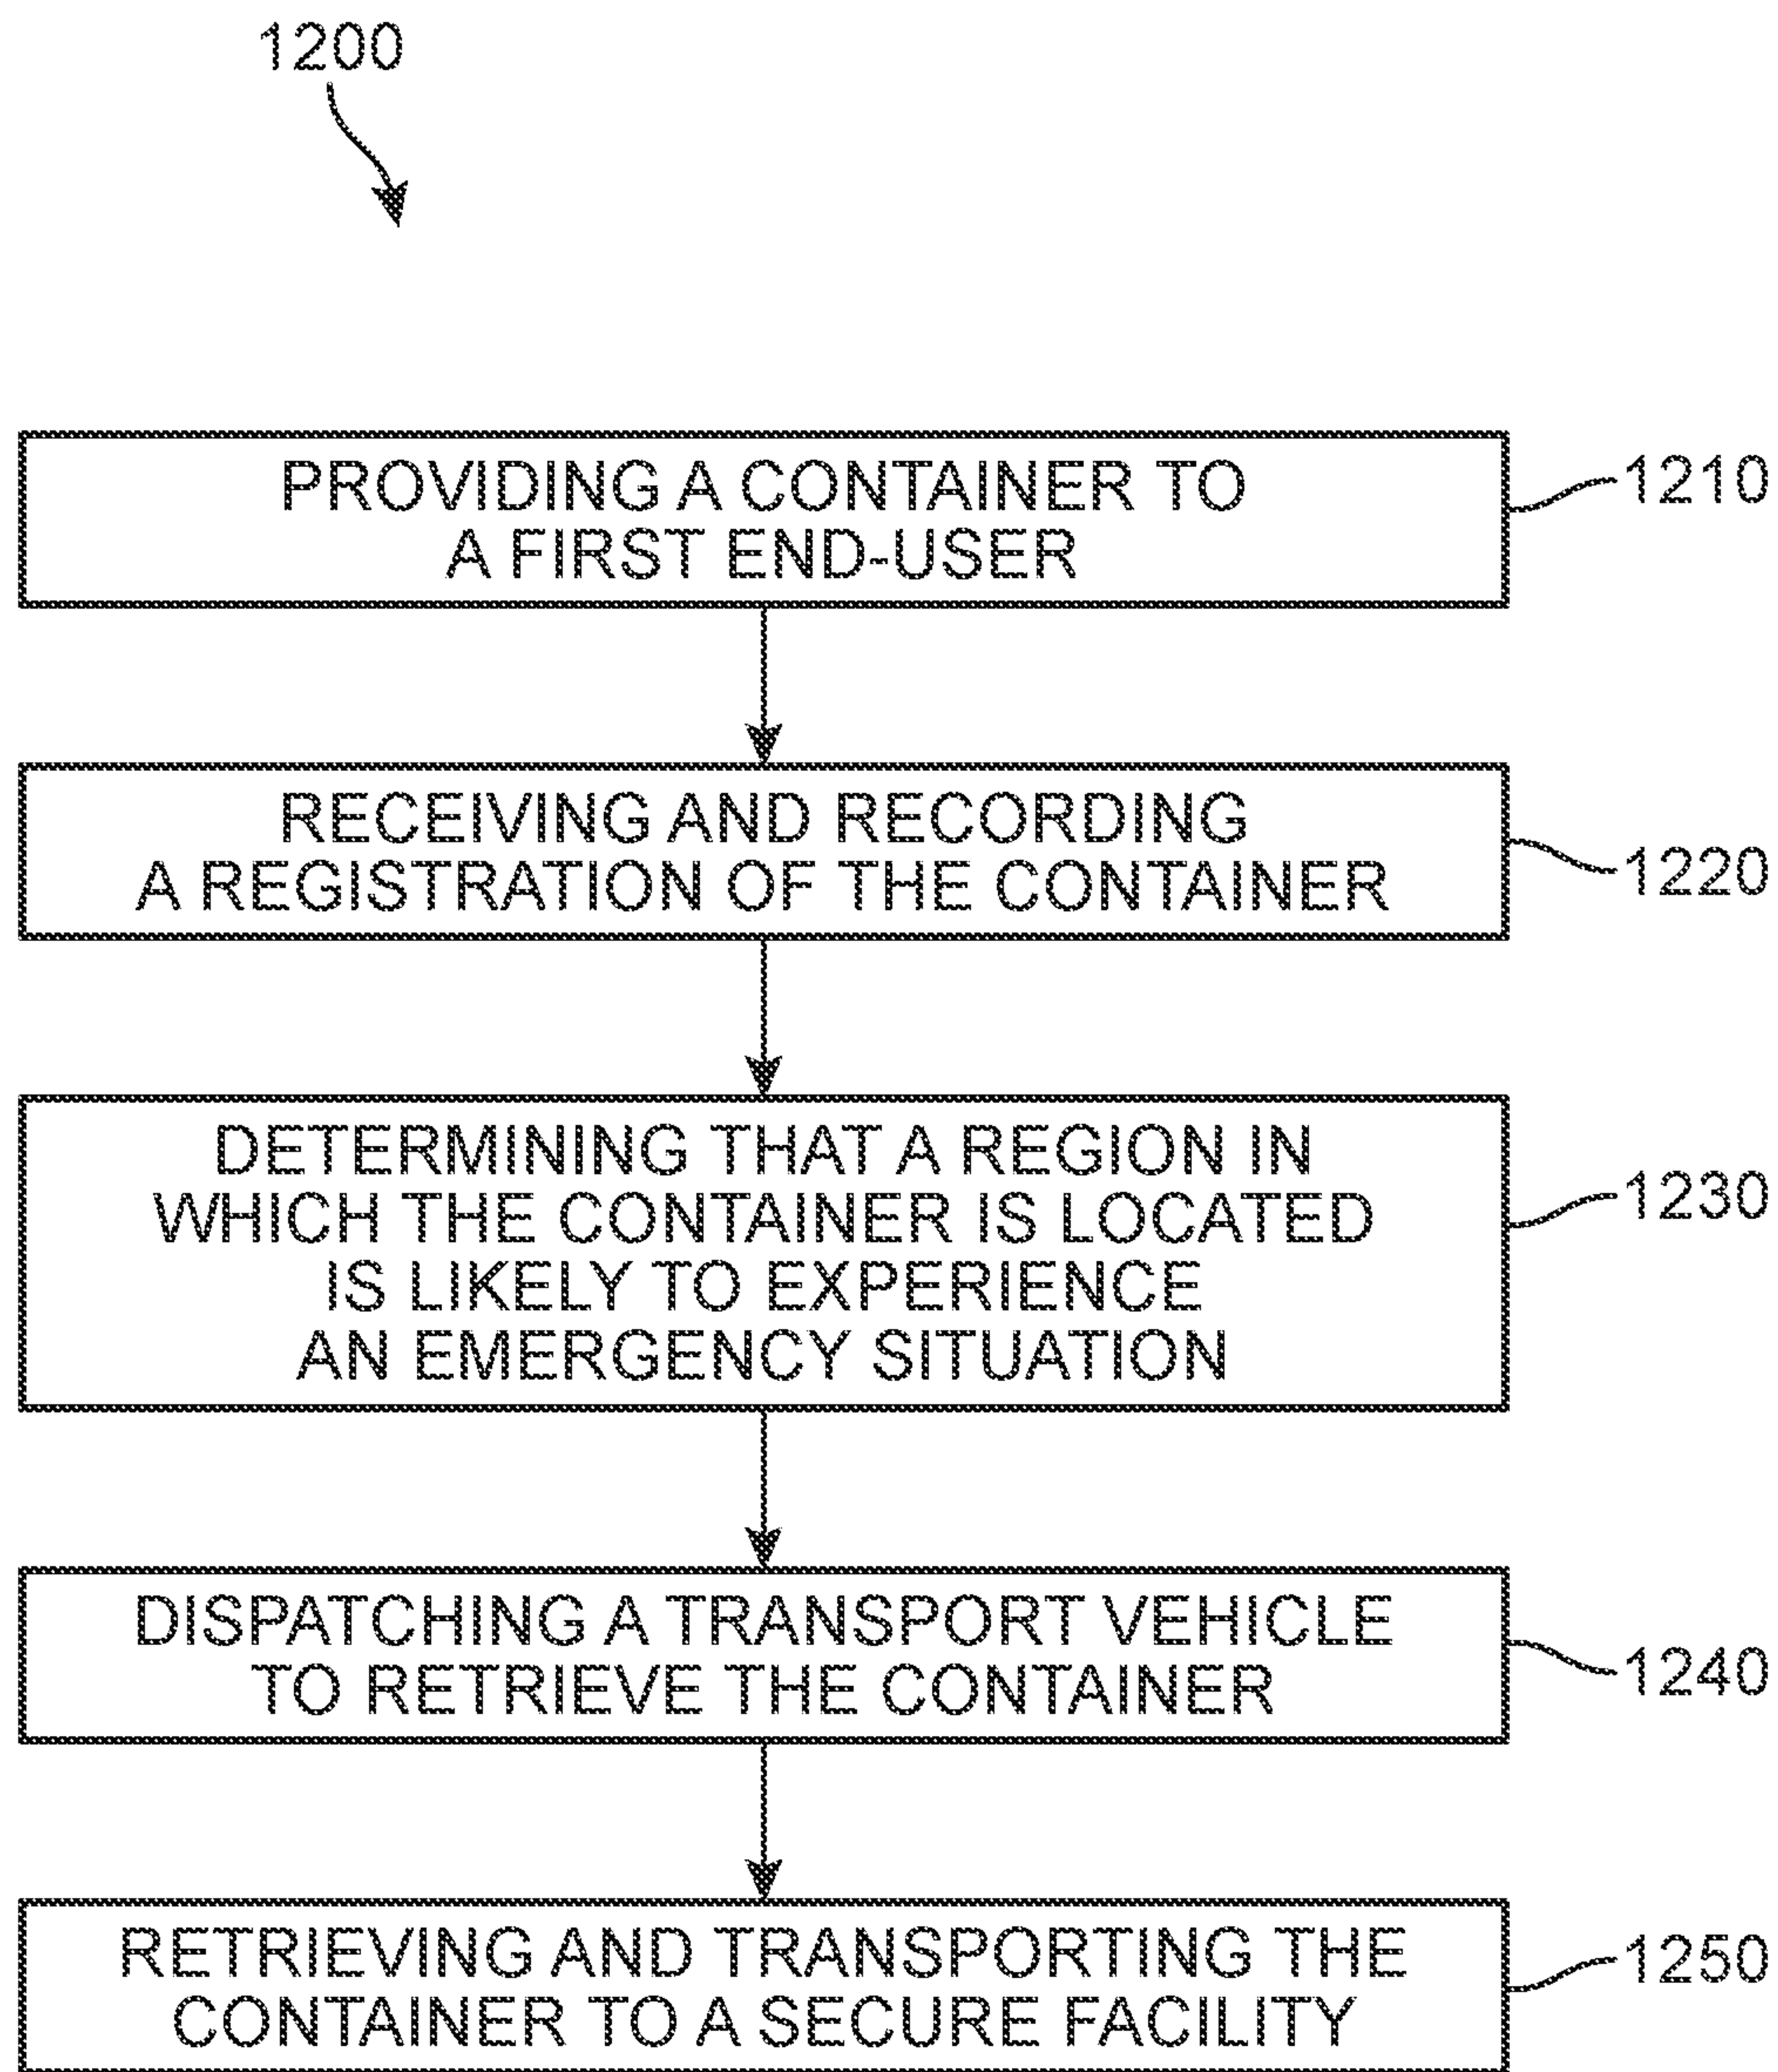 1200
PROVIDING A CONTAINER TO
A FIRST END-USER
1210
RECEIVING AND RECORDING
A REGISTRATION OF THE CONTAINER
1220
DETERMINING THAT A REGION IN
WHICH THE CONTAINER IS LOCATED
IS LIKELY TO EXPERIENCE
AN EMERGENCY SITUATION
1230
DISPATCHING A TRANSPORT VEHICLE
TO RETRIEVE THE CONTAINER
1240
RETRIEVING AND TRANSPORTING THE
CONTAINER TO A SECURE FACILITY
1250